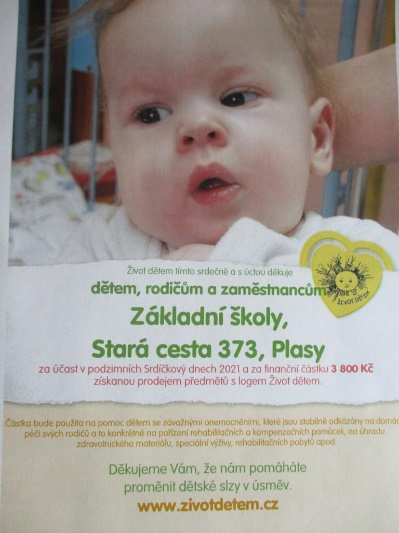 Život dětem tímto srdečně a s úctou děkuje
dětem, rodičům a zaměstnancům
Základní školy,
Stará cesta 373, Plasy
za účast v podzimních Srdíčkový dnech 2021 a za finanční částku 3 800 Kč
získanou prodejem předmětů s logem Život dětem.
ŽIVOT DĚTEM
Částka bude použita na pomoc dětem se závažnými onemocněními, které jsou stabilně odkázány na domácí
péči svých rodičů a to konkrétně na pořízení rehabilitačních a kompenzačních pomůcek, na úhradu
zdravotnického materiálu, speciální výživy, rehabilitačních pobytů apod.
Děkujeme Vám, že nám pomáháte
proměnit dětské slzy v úsměv.
www.zivotdetem.cz